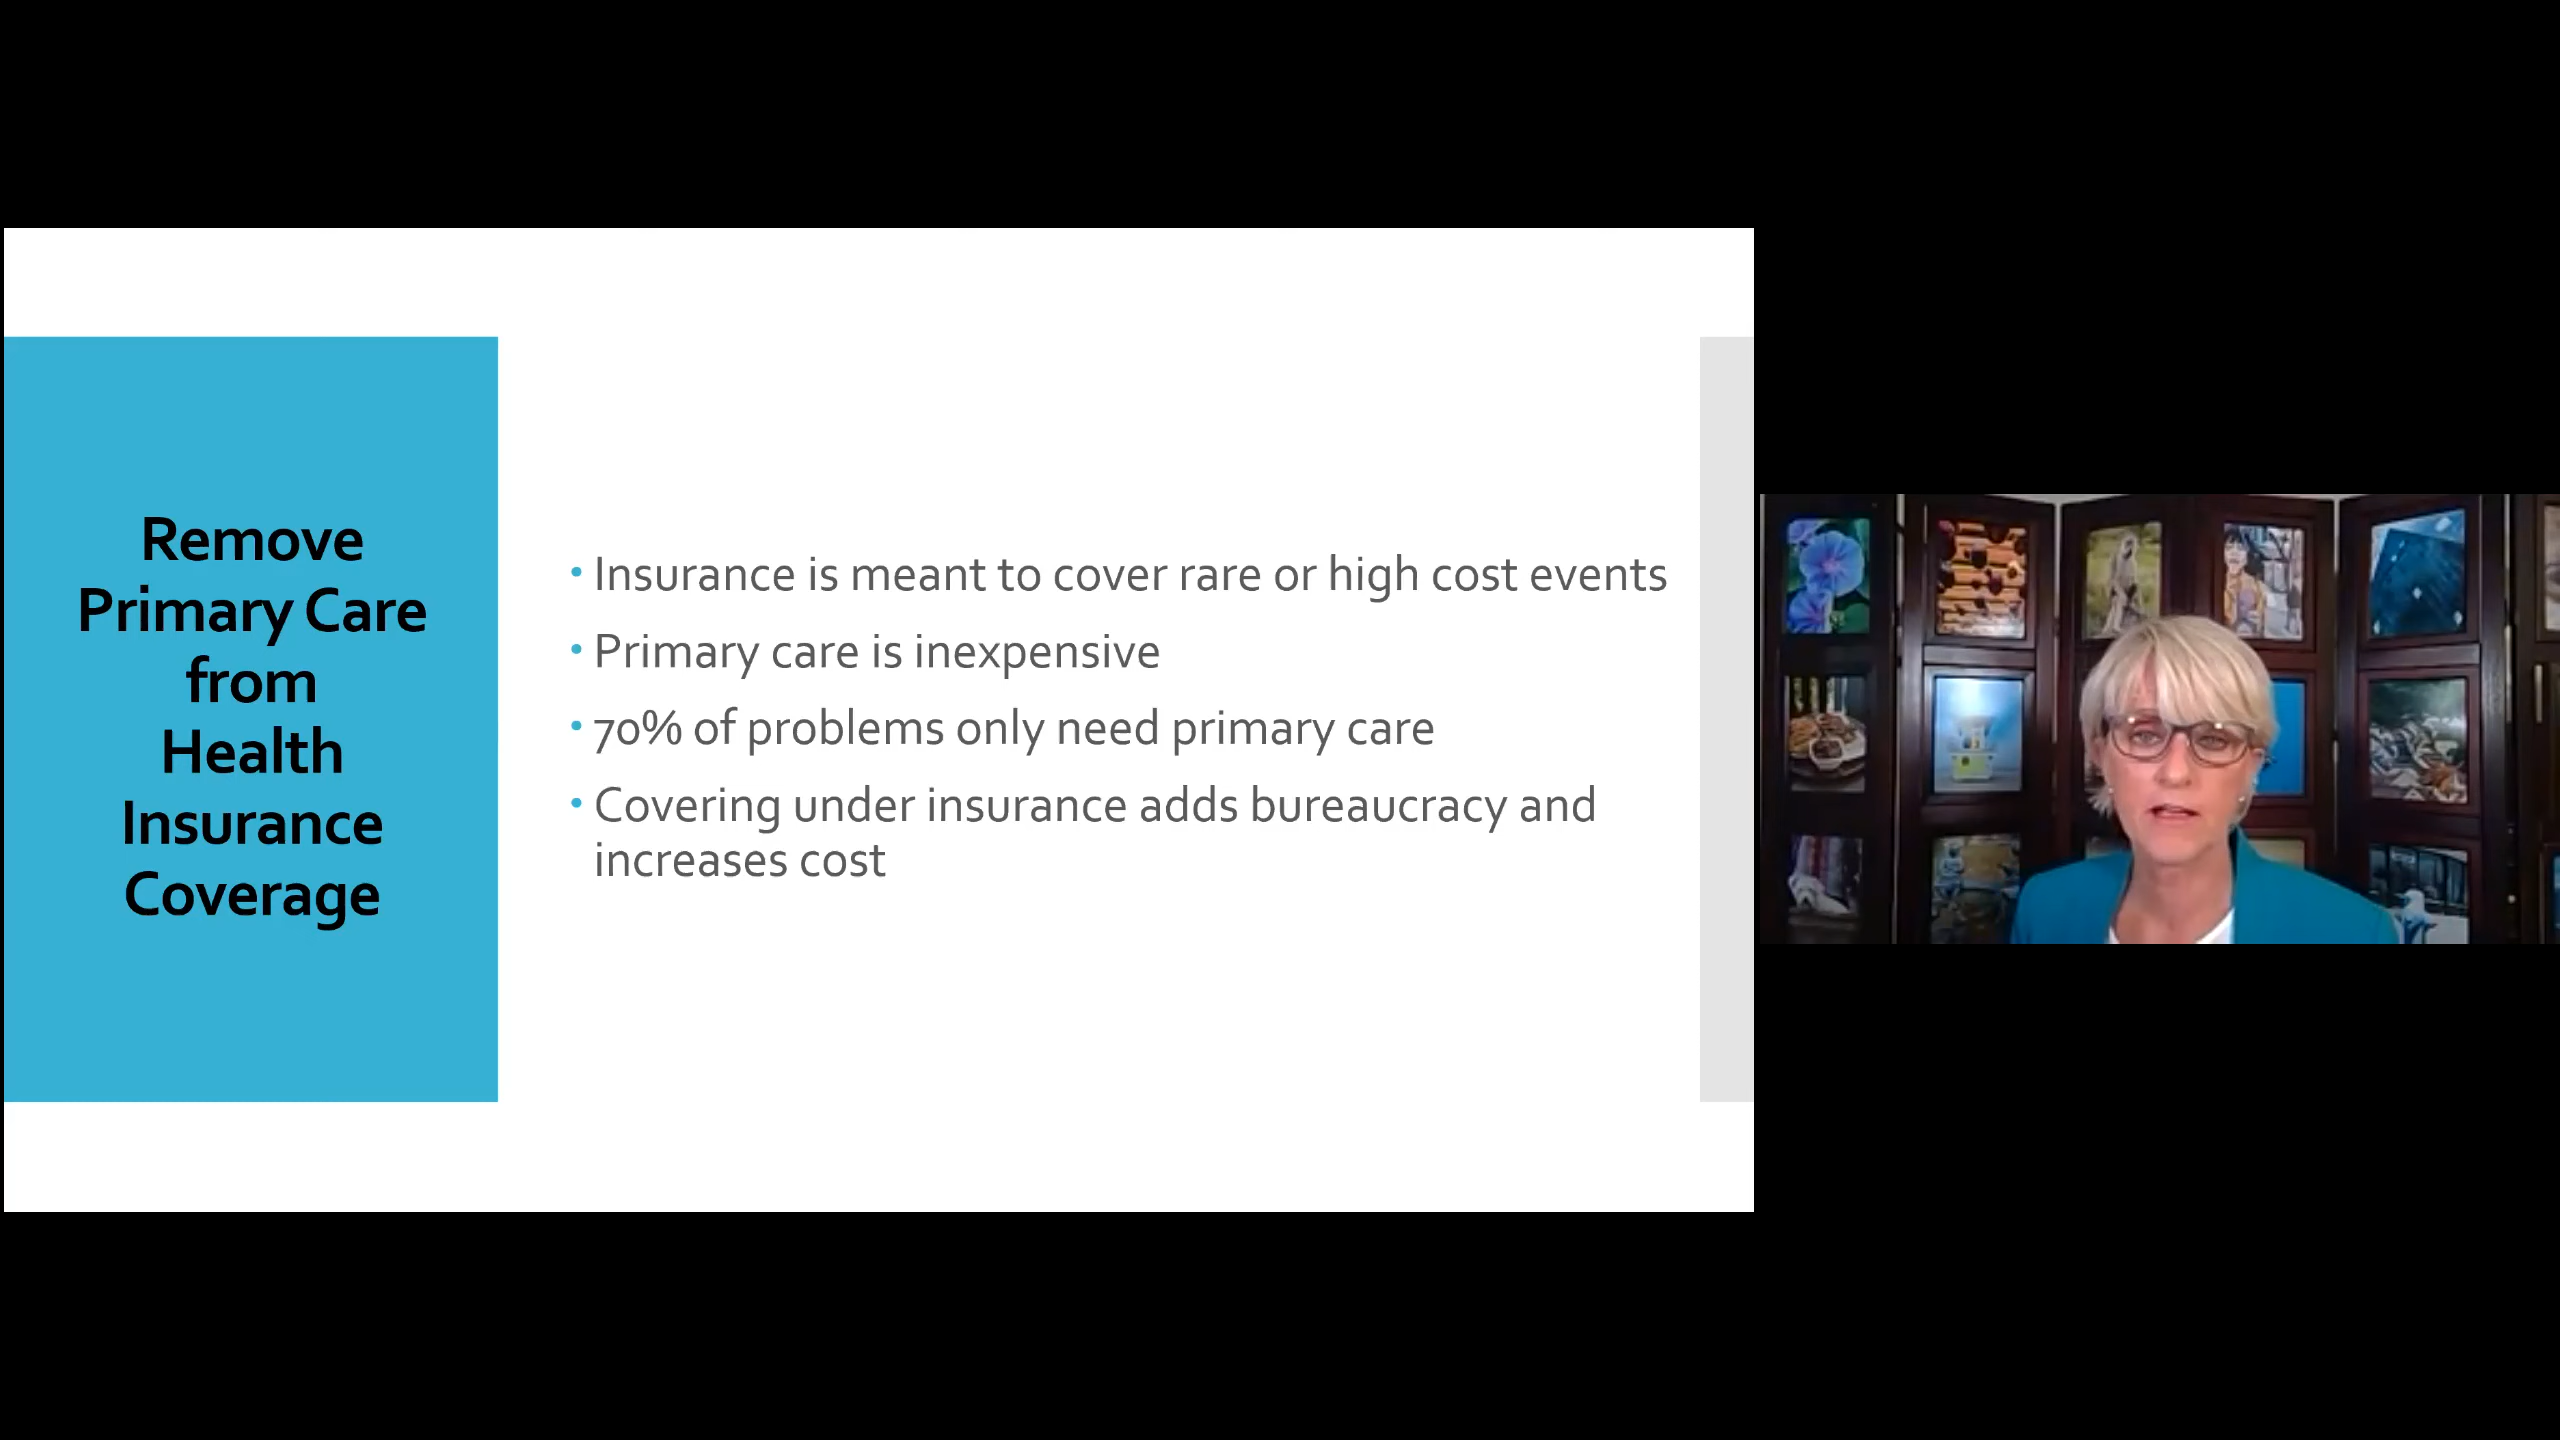 Remove
Primary Care
from
Health
Insurance
Coverage
• Insurance is meant to cover rare or high cost events
• Primary care is inexpensive
• 70% of problems only need primary care
• Covering under insurance adds bureaucracy and
increases cost